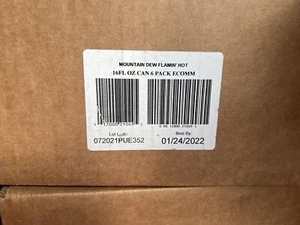 MOUNTAIN DEW FLAMIN' HOT
16FL OZ CAN 6 PACK ECOMM
Lot Code
Best By
072021PUE352
01/24/2022